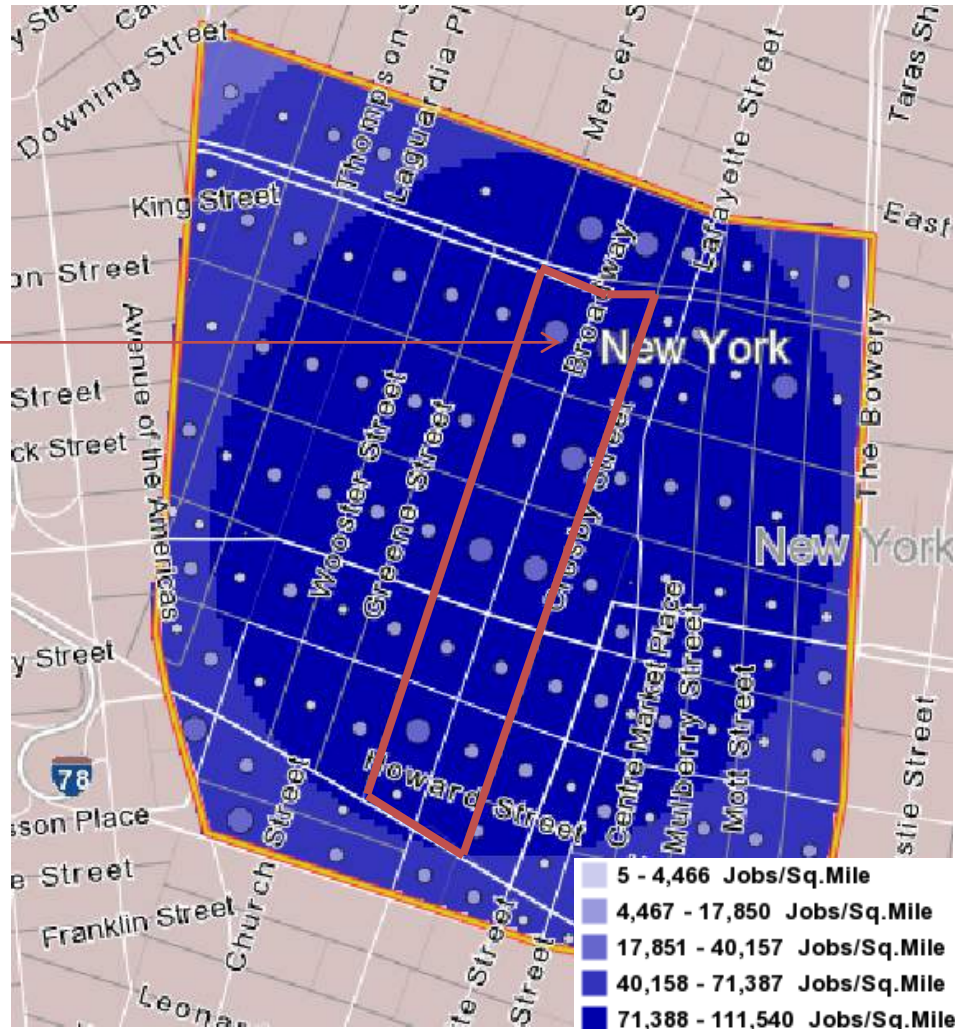 Downing Street
Thompson S
Laguardia Pl
Mercer S
Lafayette Street
Taras Sh
King Street
East
on Street
Broadway
New York
Avenue of the Americas
Street
ck Street
Wooster Street
Greene Street
Crosby Street
The Bowery
New York
y Street
Centre Market Place
Mulberry Street
Mott Street
78
Howard Street
sson Place
slie Street
e Street
Church Street
Franklin Street
Leona
ite Street
Street
5 - 4,466 Jobs/Sq.Mile
4,467 - 17,850 Jobs/Sq.Mile
17,851 - 40,157 Jobs/Sq.Mile
40,158 - 71,387 Jobs/Sq.Mile
71,388 - 111,540 Jobs/Sq.Mile